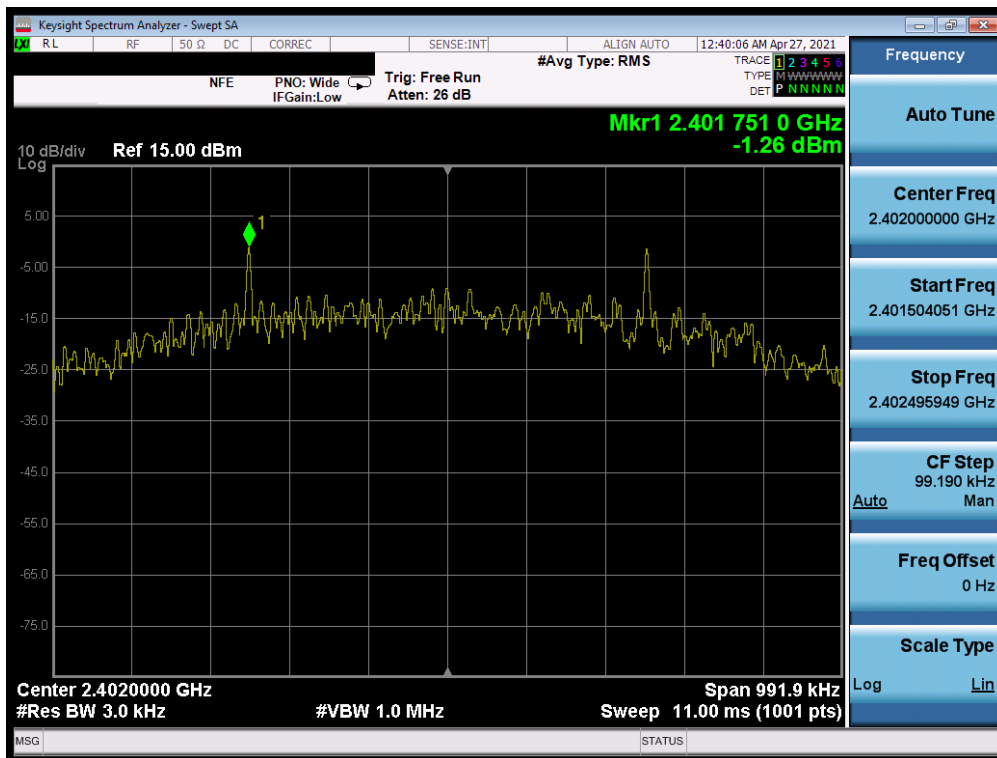 Keysight Spectrum Analyzer - Swept SA
LXI RL RF 50 Ω DC CORREC SENSE:INT ALIGN AUTO 12:40:06 AM Apr 27, 2021
NFE PNO: Wide IFGain:Low Trig: Free Run Atten: 26 dB #Avg Type: RMS
TRACE 1 2 3 4 5 6
TYPE M WWWWW
DET P N N N N N
Mkr1 2.401 751 0 GHz
-1.26 dBm
10 dB/div Ref 15.00 dBm
Log
1
5.00
-5.00
-15.0
-25.0
-35.0
-45.0
-55.0
-65.0
-75.0
Center 2.4020000 GHz Span 991.9 kHz
#Res BW 3.0 kHz #VBW 1.0 MHz Sweep 11.00 ms (1001 pts)
MSG STATUS
Frequency
Auto Tune
Center Freq
2.402000000 GHz
Start Freq
2.401504051 GHz
Stop Freq
2.402495949 GHz
CF Step
99.190 kHz
Auto Man
Freq Offset
0 Hz
Scale Type
Log Lin